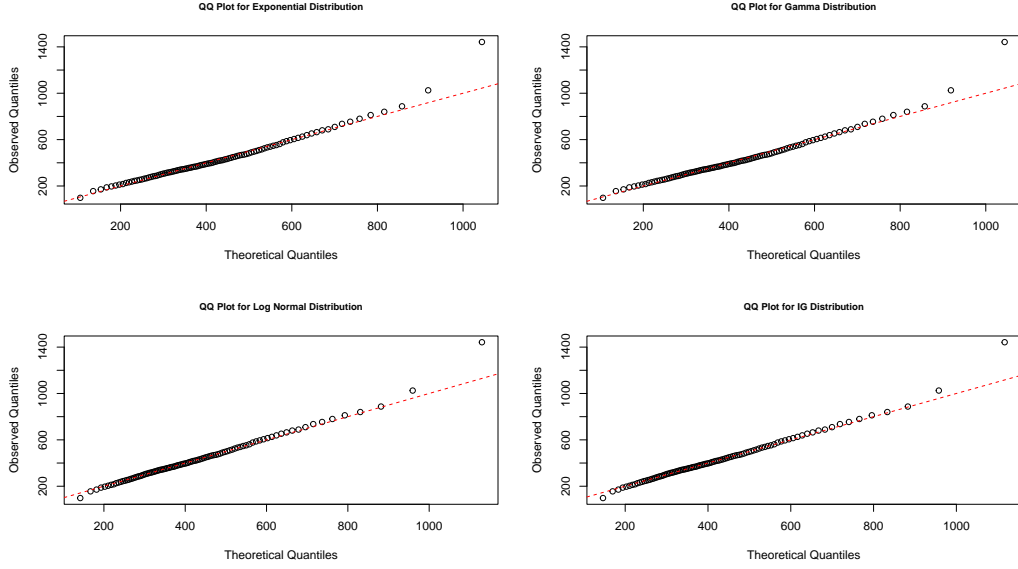 QQ Plot for Exponential Distribution
Observed Quantiles
200 600 1000 1400
200 400 600 800 1000
Theoretical Quantiles
QQ Plot for Gamma Distribution
Observed Quantiles
200 600 1000 1400
200 400 600 800 1000
Theoretical Quantiles
QQ Plot for Log Normal Distribution
Observed Quantiles
200 600 1000 1400
200 400 600 800 1000
Theoretical Quantiles
QQ Plot for IG Distribution
Observed Quantiles
200 600 1000 1400
200 400 600 800 1000
Theoretical Quantiles